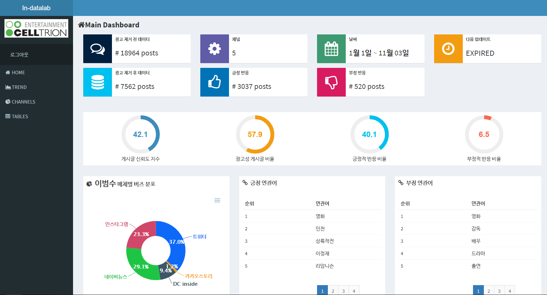 In-datalab
ENTERTAINMENT
CELLTRION
로그아웃
HOME
TREND
CHANNELS
TABLES
Main Dashboard
광고 제거 전 데이터
# 18964 posts
채널
5
날짜
1월 1일 ~ 11월 03일
다음 업데이트
EXPIRED
광고 제거 후 데이터
# 7562 posts
긍정 반응
# 3037 posts
부정 반응
# 520 posts
42.1
게시글 신뢰도 지수
57.9
광고성 게시글 비율
40.1
긍정적 반응 비율
6.5
부정적 반응 비율
이범수 매체별 버즈 분포
인스타그램
23.3%
트위터
37.0%
네이버뉴스
29.1%
9.4%
카카오스토리
DC inside
긍정 연관어
순위 연관어
1 영화
2 인천
3 상륙작전
4 이정재
5 리암니슨
1 2 3 4
부정 연관어
순위 연관어
1 영화
2 감독
3 배우
4 드라마
5 출연
1 2 3 4